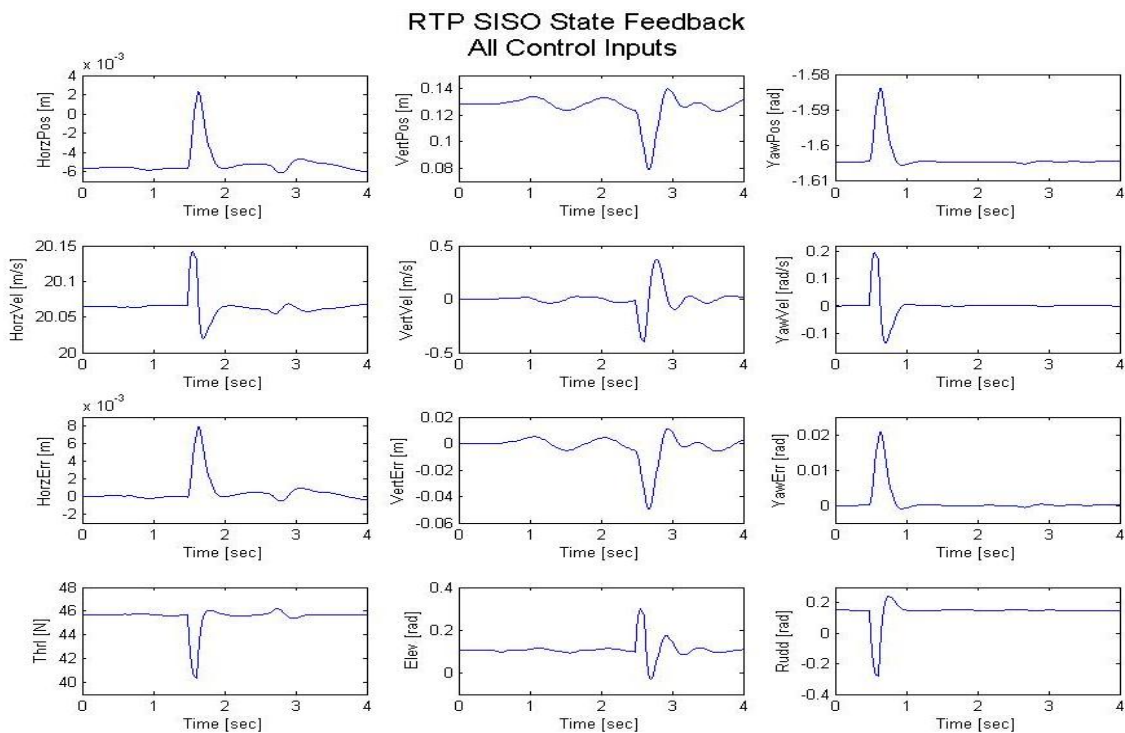 RTP SISO State Feedback
All Control Inputs
x 10⁻³
4
2
0
-2
-4
-6
HorzPos [m]
0 1 2 3 4
Time [sec]
0.14
0.12
0.1
0.08
VertPos [m]
0 1 2 3 4
Time [sec]
-1.58
-1.59
-1.6
-1.61
YawPos [rad]
0 1 2 3 4
Time [sec]
20.15
20.1
20.05
20
HorzVel [m/s]
0 1 2 3 4
Time [sec]
0.5
0
-0.5
VertVel [m/s]
0 1 2 3 4
Time [sec]
0.2
0.1
0
-0.1
YawVel [rad/s]
0 1 2 3 4
Time [sec]
x 10⁻³
8
6
4
2
0
-2
HorzErr [m]
0 1 2 3 4
Time [sec]
0.02
0
-0.02
-0.04
-0.06
VertErr [m]
0 1 2 3 4
Time [sec]
0.02
0.01
0
YawErr [rad]
0 1 2 3 4
Time [sec]
48
46
44
42
40
[N]
0 1 2 3 4
Time [sec]
0.4
0.2
0
Elev. [rad]
0 1 2 3 4
Time [sec]
0.2
0
-0.2
-0.4
Rudd [rad]
0 1 2 3 4
Time [sec]